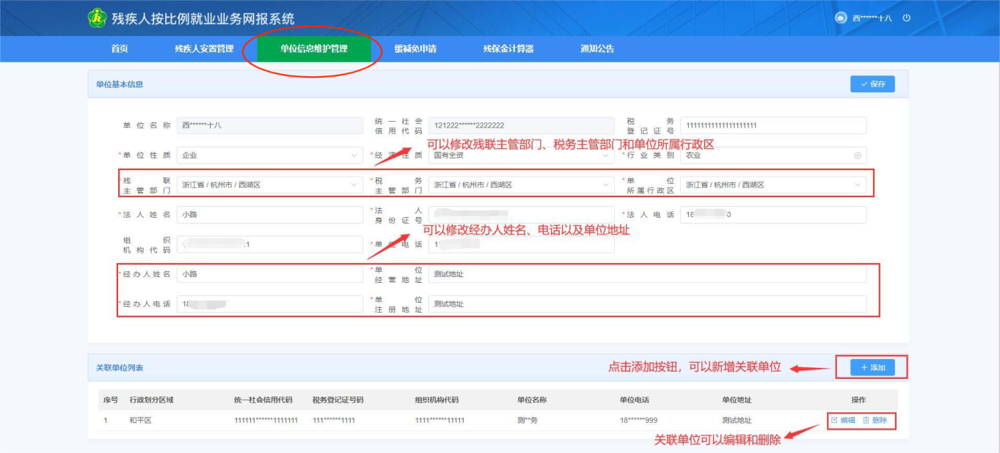 残疾人按比例就业业务网报系统
西******十八
首页 残疾人安置管理 单位信息维护管理 缓减免申请 残保金计算器 通知公告
单位基本信息
保存
单位名称 西******十八 统一社会信用代码 121222******2222222 税务登记证号 1111111111111111111
可以修改残联主管部门、税务主管部门和单位所属行政区
*单位性质 企业 *经济性质 国有全资 *行业类别 农业
*残联主管部门 浙江省 / 杭州市 / 西湖区 *税务主管部门 浙江省 / 杭州市 / 西湖区 *单位所属行政区 浙江省 / 杭州市 / 西湖区
*法人姓名 小路 *法人身份证号 *法人电话 18 0
可以修改经办人姓名、电话以及单位地址
组织机构代码 1 *单位电话 1
*经办人姓名 小路 *单位经营地址 测试地址
*经办人电话 18 *单位注册地址 测试地址
关联单位列表
点击添加按钮，可以新增关联单位
+ 添加
序号 行政划分区域 统一社会信用代码 税务登记证号码 组织机构代码 单位名称 单位电话 单位地址 操作
1 和平区 111111******1111111 111******1111 1111******11111 测**务 18******999 测试地址 编辑 删除
关联单位可以编辑和删除